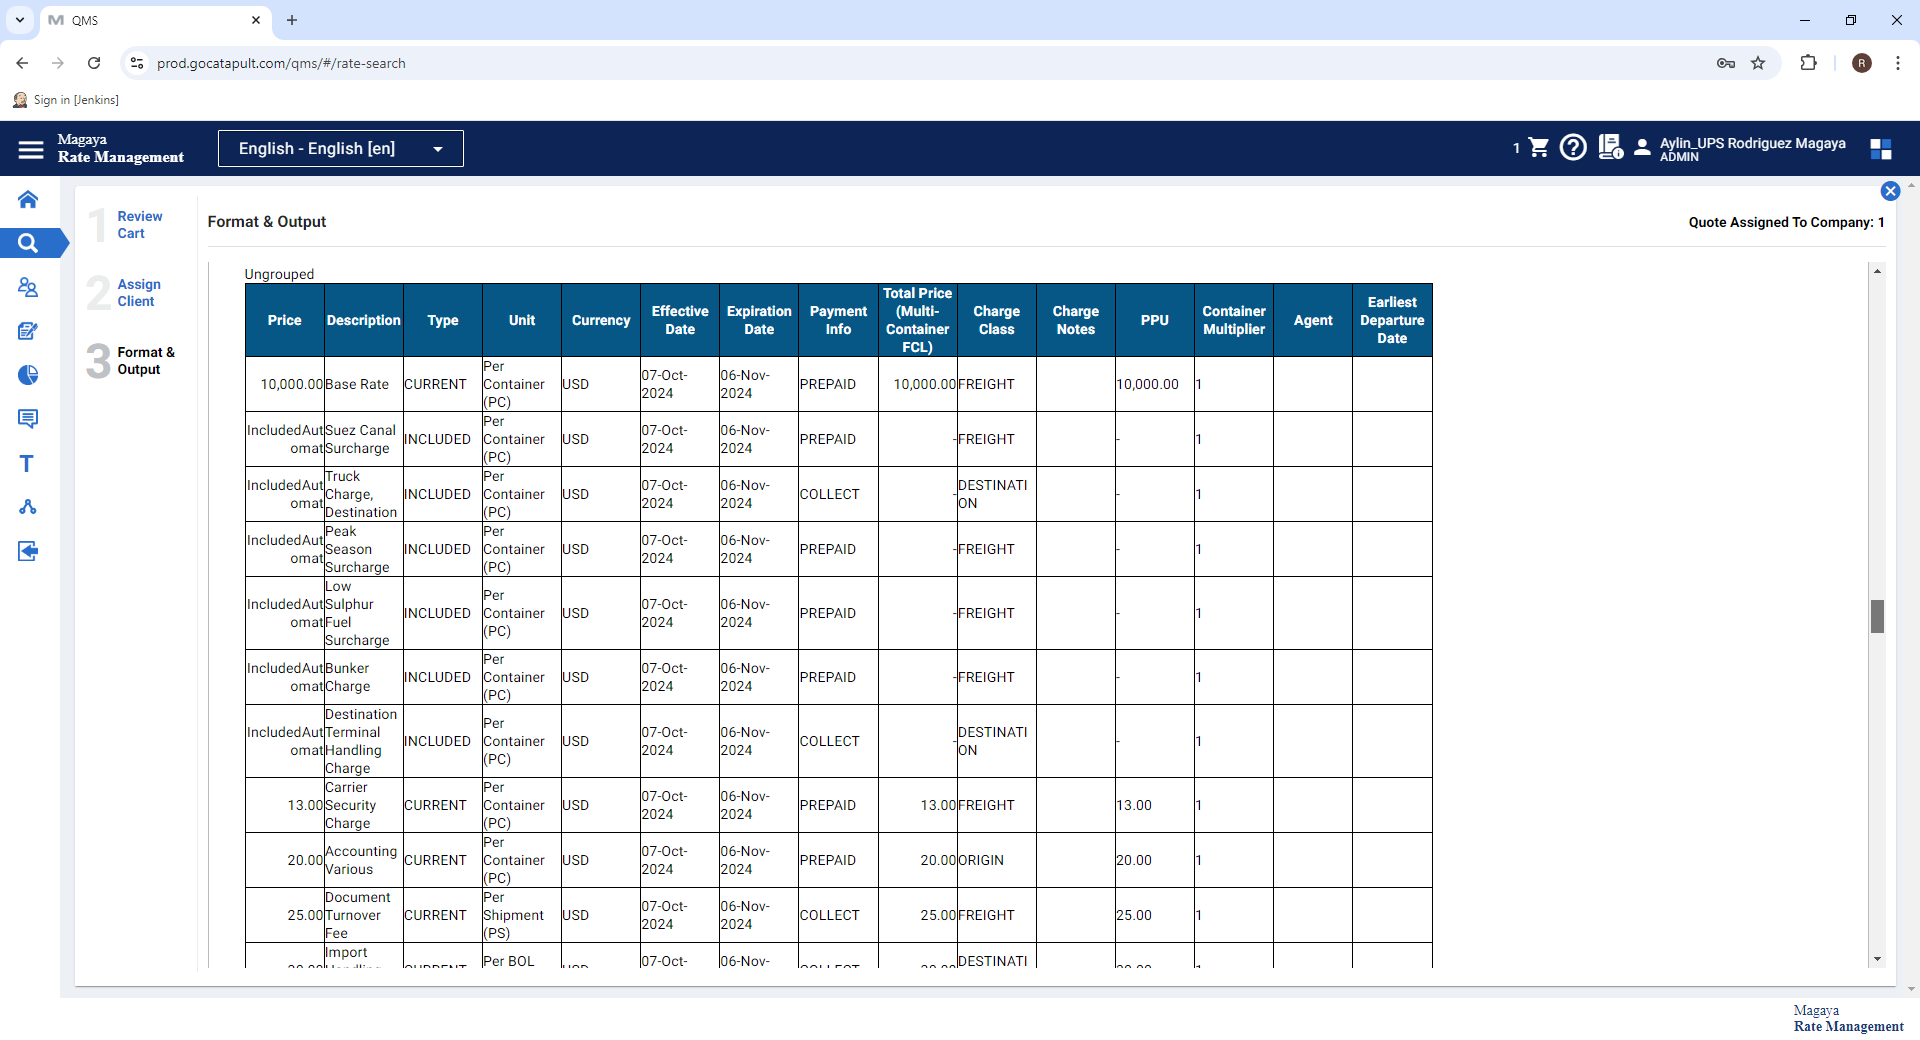 QMS
prod.gocatapult.com/qms/#/rate-search
R
Sign in [Jenkins]
Magaya
Rate Management
English - English [en]
1
Aylin_UPS Rodriguez Magaya
ADMIN
1 Review
Cart
2 Assign
Client
3 Format &
Output
Format & Output
Quote Assigned To Company: 1
Ungrouped
Price Description Type Unit Currency Effective Date Expiration Date Payment Info Total Price (Multi-Container FCL) Charge Class Charge Notes PPU Container Multiplier Agent Earliest Departure Date
10,000.00 Base Rate CURRENT Per Container (PC) USD 07-Oct-2024 06-Nov-2024 PREPAID 10,000.00 FREIGHT 10,000.00 1
IncludedAutomat Suez Canal Surcharge INCLUDED Per Container (PC) USD 07-Oct-2024 06-Nov-2024 PREPAID - FREIGHT - 1
IncludedAutomat Truck Charge, Destination INCLUDED Per Container (PC) USD 07-Oct-2024 06-Nov-2024 COLLECT - DESTINATION - 1
IncludedAutomat Peak Season Surcharge INCLUDED Per Container (PC) USD 07-Oct-2024 06-Nov-2024 PREPAID - FREIGHT - 1
IncludedAutomat Low Sulphur Fuel Surcharge INCLUDED Per Container (PC) USD 07-Oct-2024 06-Nov-2024 PREPAID - FREIGHT - 1
IncludedAutomat Bunker Charge INCLUDED Per Container (PC) USD 07-Oct-2024 06-Nov-2024 PREPAID - FREIGHT - 1
IncludedAutomat Destination Terminal Handling Charge INCLUDED Per Container (PC) USD 07-Oct-2024 06-Nov-2024 COLLECT - DESTINATION - 1
13.00 Carrier Security Charge CURRENT Per Container (PC) USD 07-Oct-2024 06-Nov-2024 PREPAID 13.00 FREIGHT 13.00 1
20.00 Accounting Various CURRENT Per Container (PC) USD 07-Oct-2024 06-Nov-2024 PREPAID 20.00 ORIGIN 20.00 1
25.00 Document Turnover Fee CURRENT Per Shipment (PS) USD 07-Oct-2024 06-Nov-2024 COLLECT 25.00 FREIGHT 25.00 1
Import Per BOL 07-Oct- 06-Nov- DESTINATI
Magaya
Rate Management